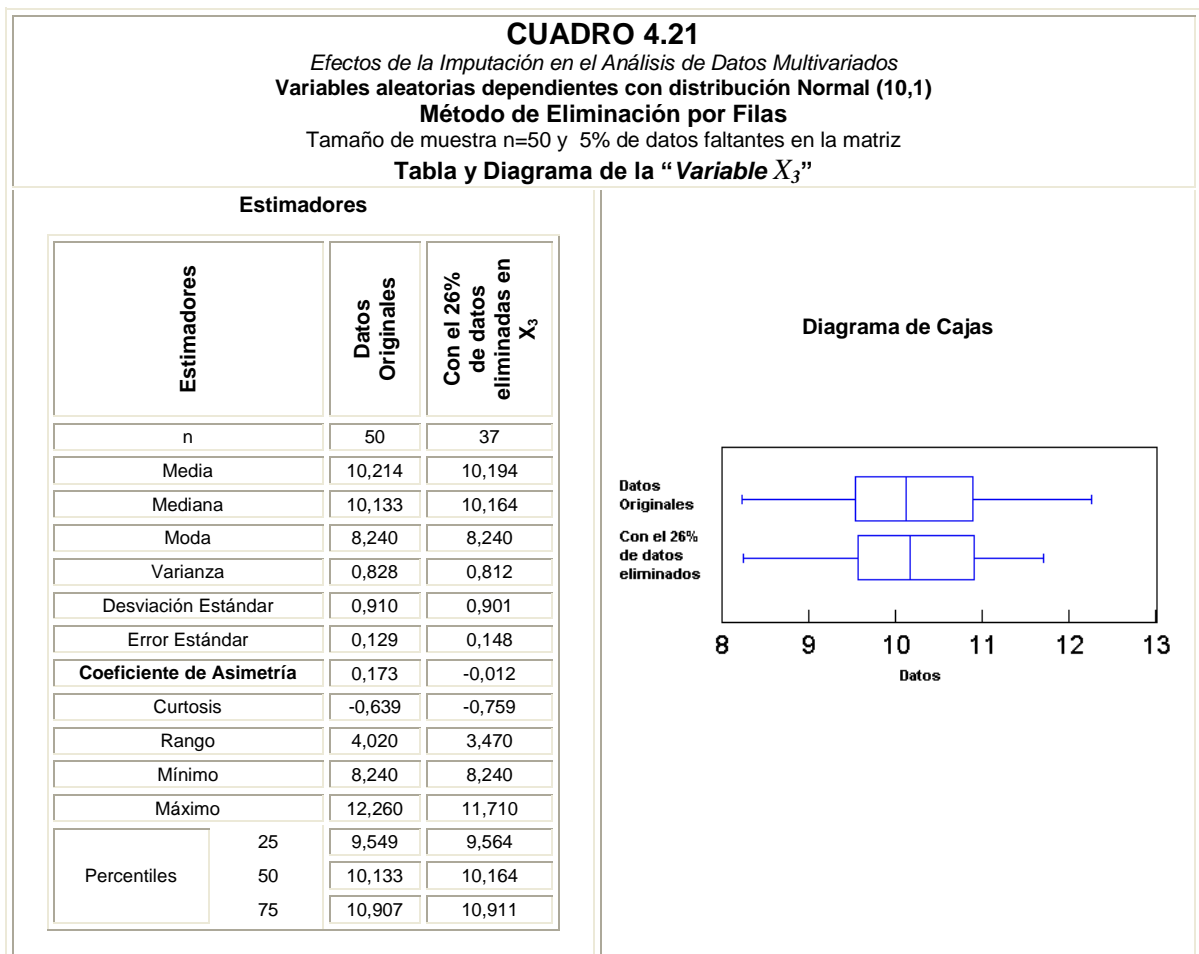 CUADRO 4.21
Efectos de la Imputación en el Análisis de Datos Multivariados
Variables aleatorias dependientes con distribución Normal (10,1)
Método de Eliminación por Filas
Tamaño de muestra n=50 y 5% de datos faltantes en la matriz
Tabla y Diagrama de la “Variable X3”
Estimadores
Estimadores
Datos
Originales
Con el 26%
de datos
eliminadas en
X3
n 50 37
Media 10,214 10,194
Mediana 10,133 10,164
Moda 8,240 8,240
Varianza 0,828 0,812
Desviación Estándar 0,910 0,901
Error Estándar 0,129 0,148
Coeficiente de Asimetría 0,173 -0,012
Curtosis -0,639 -0,759
Rango 4,020 3,470
Mínimo 8,240 8,240
Máximo 12,260 11,710
Percentiles
25 9,549 9,564
50 10,133 10,164
75 10,907 10,911
Diagrama de Cajas
Datos
Originales
Con el 26%
de datos
eliminados
8 9 10 11 12 13
Datos